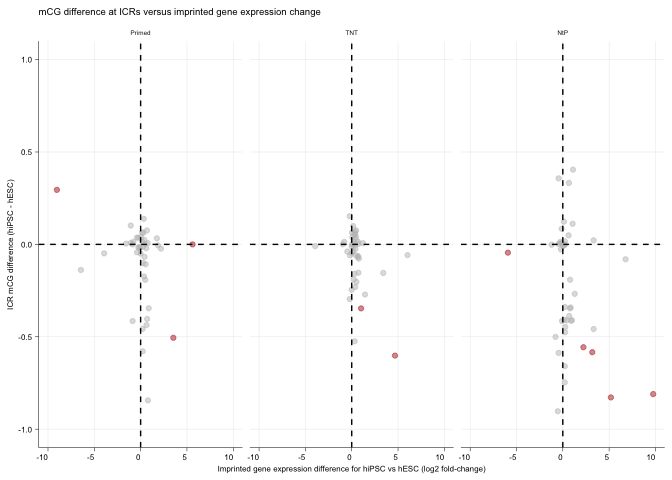 mCG difference at ICRs versus imprinted gene expression change
Primed
TNT
NtP
ICR mCG difference (hiPSC - hESC)
1.0
0.5
0.0
-0.5
-1.0
-10 -5 0 5 10
-10 -5 0 5 10
-10 -5 0 5 10
Imprinted gene expression difference for hiPSC vs hESC (log2 fold-change)